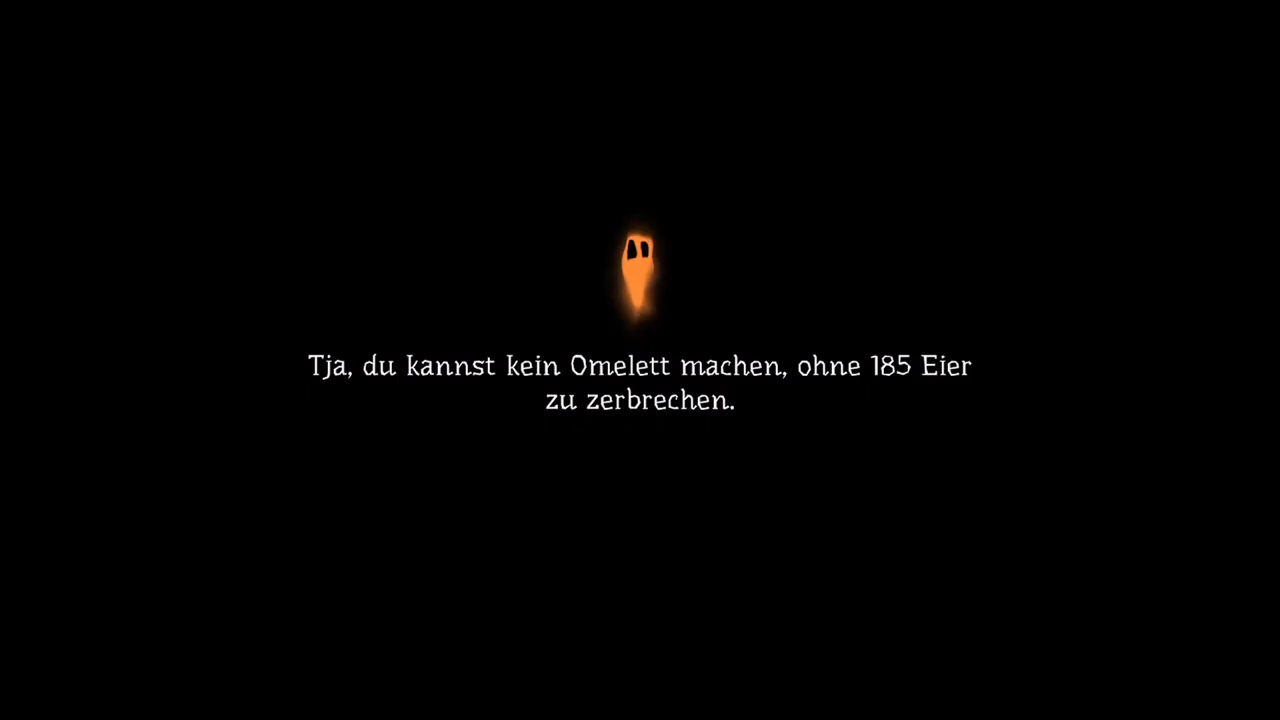 Tja, du kannst kein Omelett machen, ohne 185 Eier
zu zerbrechen.